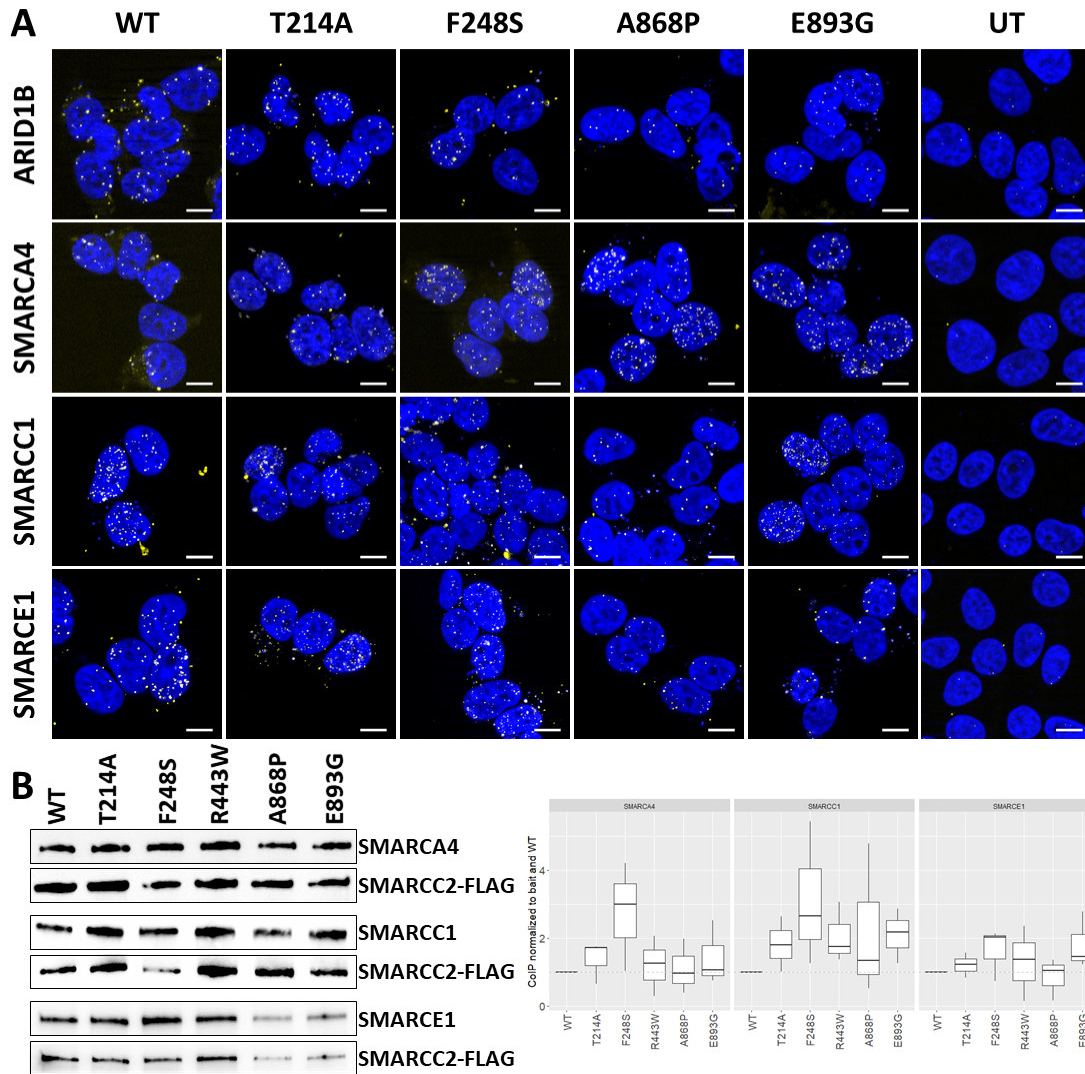 A
WT T214A F248S A868P E893G UT
ARID1B
SMARCA4
SMARCC1
SMARCE1
B
WT T214A F248S R443W A868P E893G
SMARCA4
SMARCC2-FLAG
SMARCC1
SMARCC2-FLAG
SMARCE1
SMARCC2-FLAG
SMARCA4 SMARCC1 SMARCE1
CoIP normalized to bait and WT
4
2
0
WT T214A F248S R443W A868P E893G WT T214A F248S R443W A868P E893G WT T214A F248S R443W A868P E893G